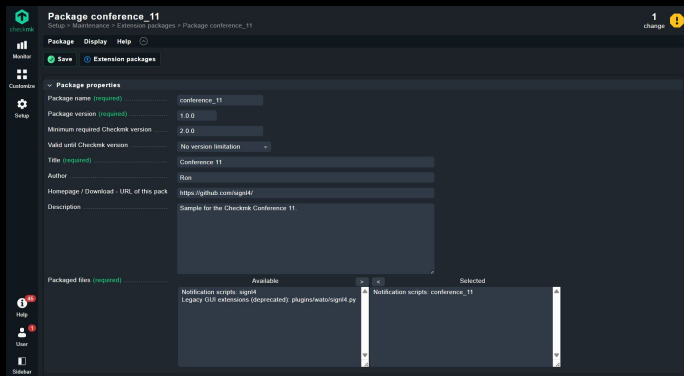 Package conference_11
Setup > Maintenance > Extension packages > Package conference_11
1
change
checkmk
Package Display Help
Monitor
Save Extension packages
Customize
Package properties
Setup
Package name (required) conference_11
Package version (required) 1.0.0
Minimum required Checkmk version 2.0.0
Valid until Checkmk version No version limitation
Title (required) Conference 11
Author Ron
Homepage / Download - URL of this pack https://github.com/signl4/
Description Sample for the Checkmk Conference 11.
Packaged files (required) Available > < Selected
Notification scripts: signl4 Notification scripts: conference_11
Legacy GUI extensions (deprecated): plugins/wato/signl4.py
Help
1
User
Sidebar